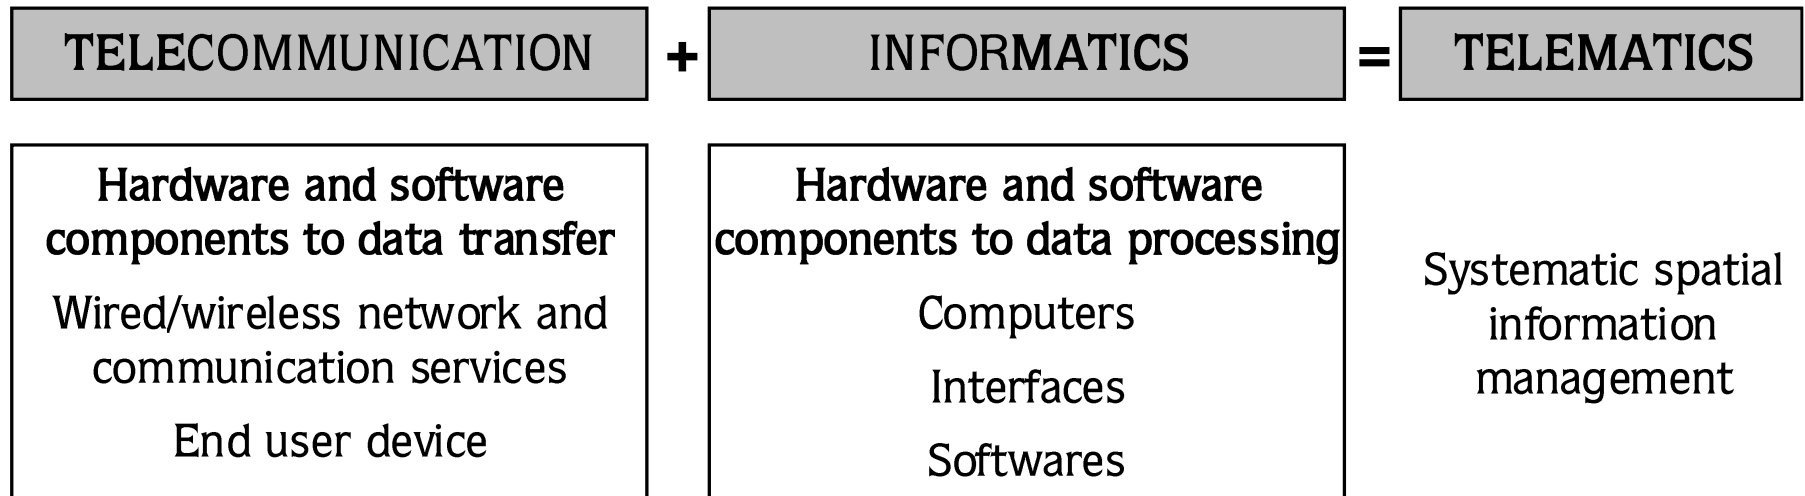 TELECOMMUNICATION + INFORMATICS = TELEMATICS
Hardware and software
components to data transfer
Wired/wireless network and
communication services
End user device
Hardware and software
components to data processing
Computers
Interfaces
Softwares
Systematic spatial
information
management